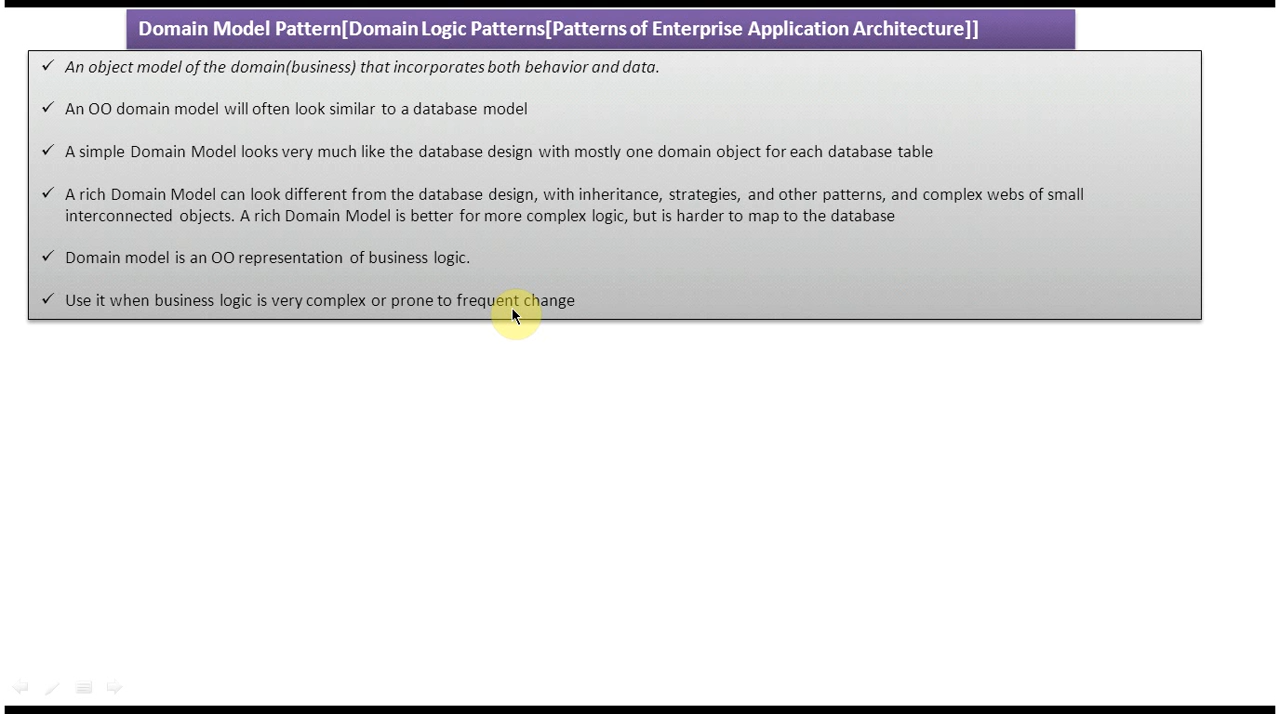 Domain Model Pattern[Domain Logic Patterns[Patterns of Enterprise Application Architecture]]
✓ An object model of the domain(business) that incorporates both behavior and data.
✓ An OO domain model will often look similar to a database model
✓ A simple Domain Model looks very much like the database design with mostly one domain object for each database table
✓ A rich Domain Model can look different from the database design, with inheritance, strategies, and other patterns, and complex webs of small
interconnected objects. A rich Domain Model is better for more complex logic, but is harder to map to the database
✓ Domain model is an OO representation of business logic.
✓ Use it when business logic is very complex or prone to frequent change